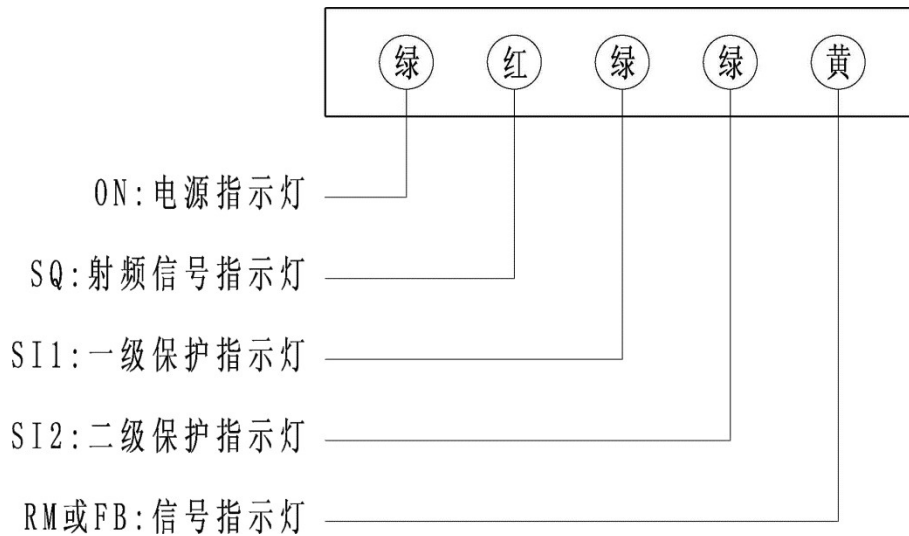 绿 红 绿 绿 黄
ON:电源指示灯
SQ:射频信号指示灯
SI1:一级保护指示灯
SI2:二级保护指示灯
RM或FB:信号指示灯